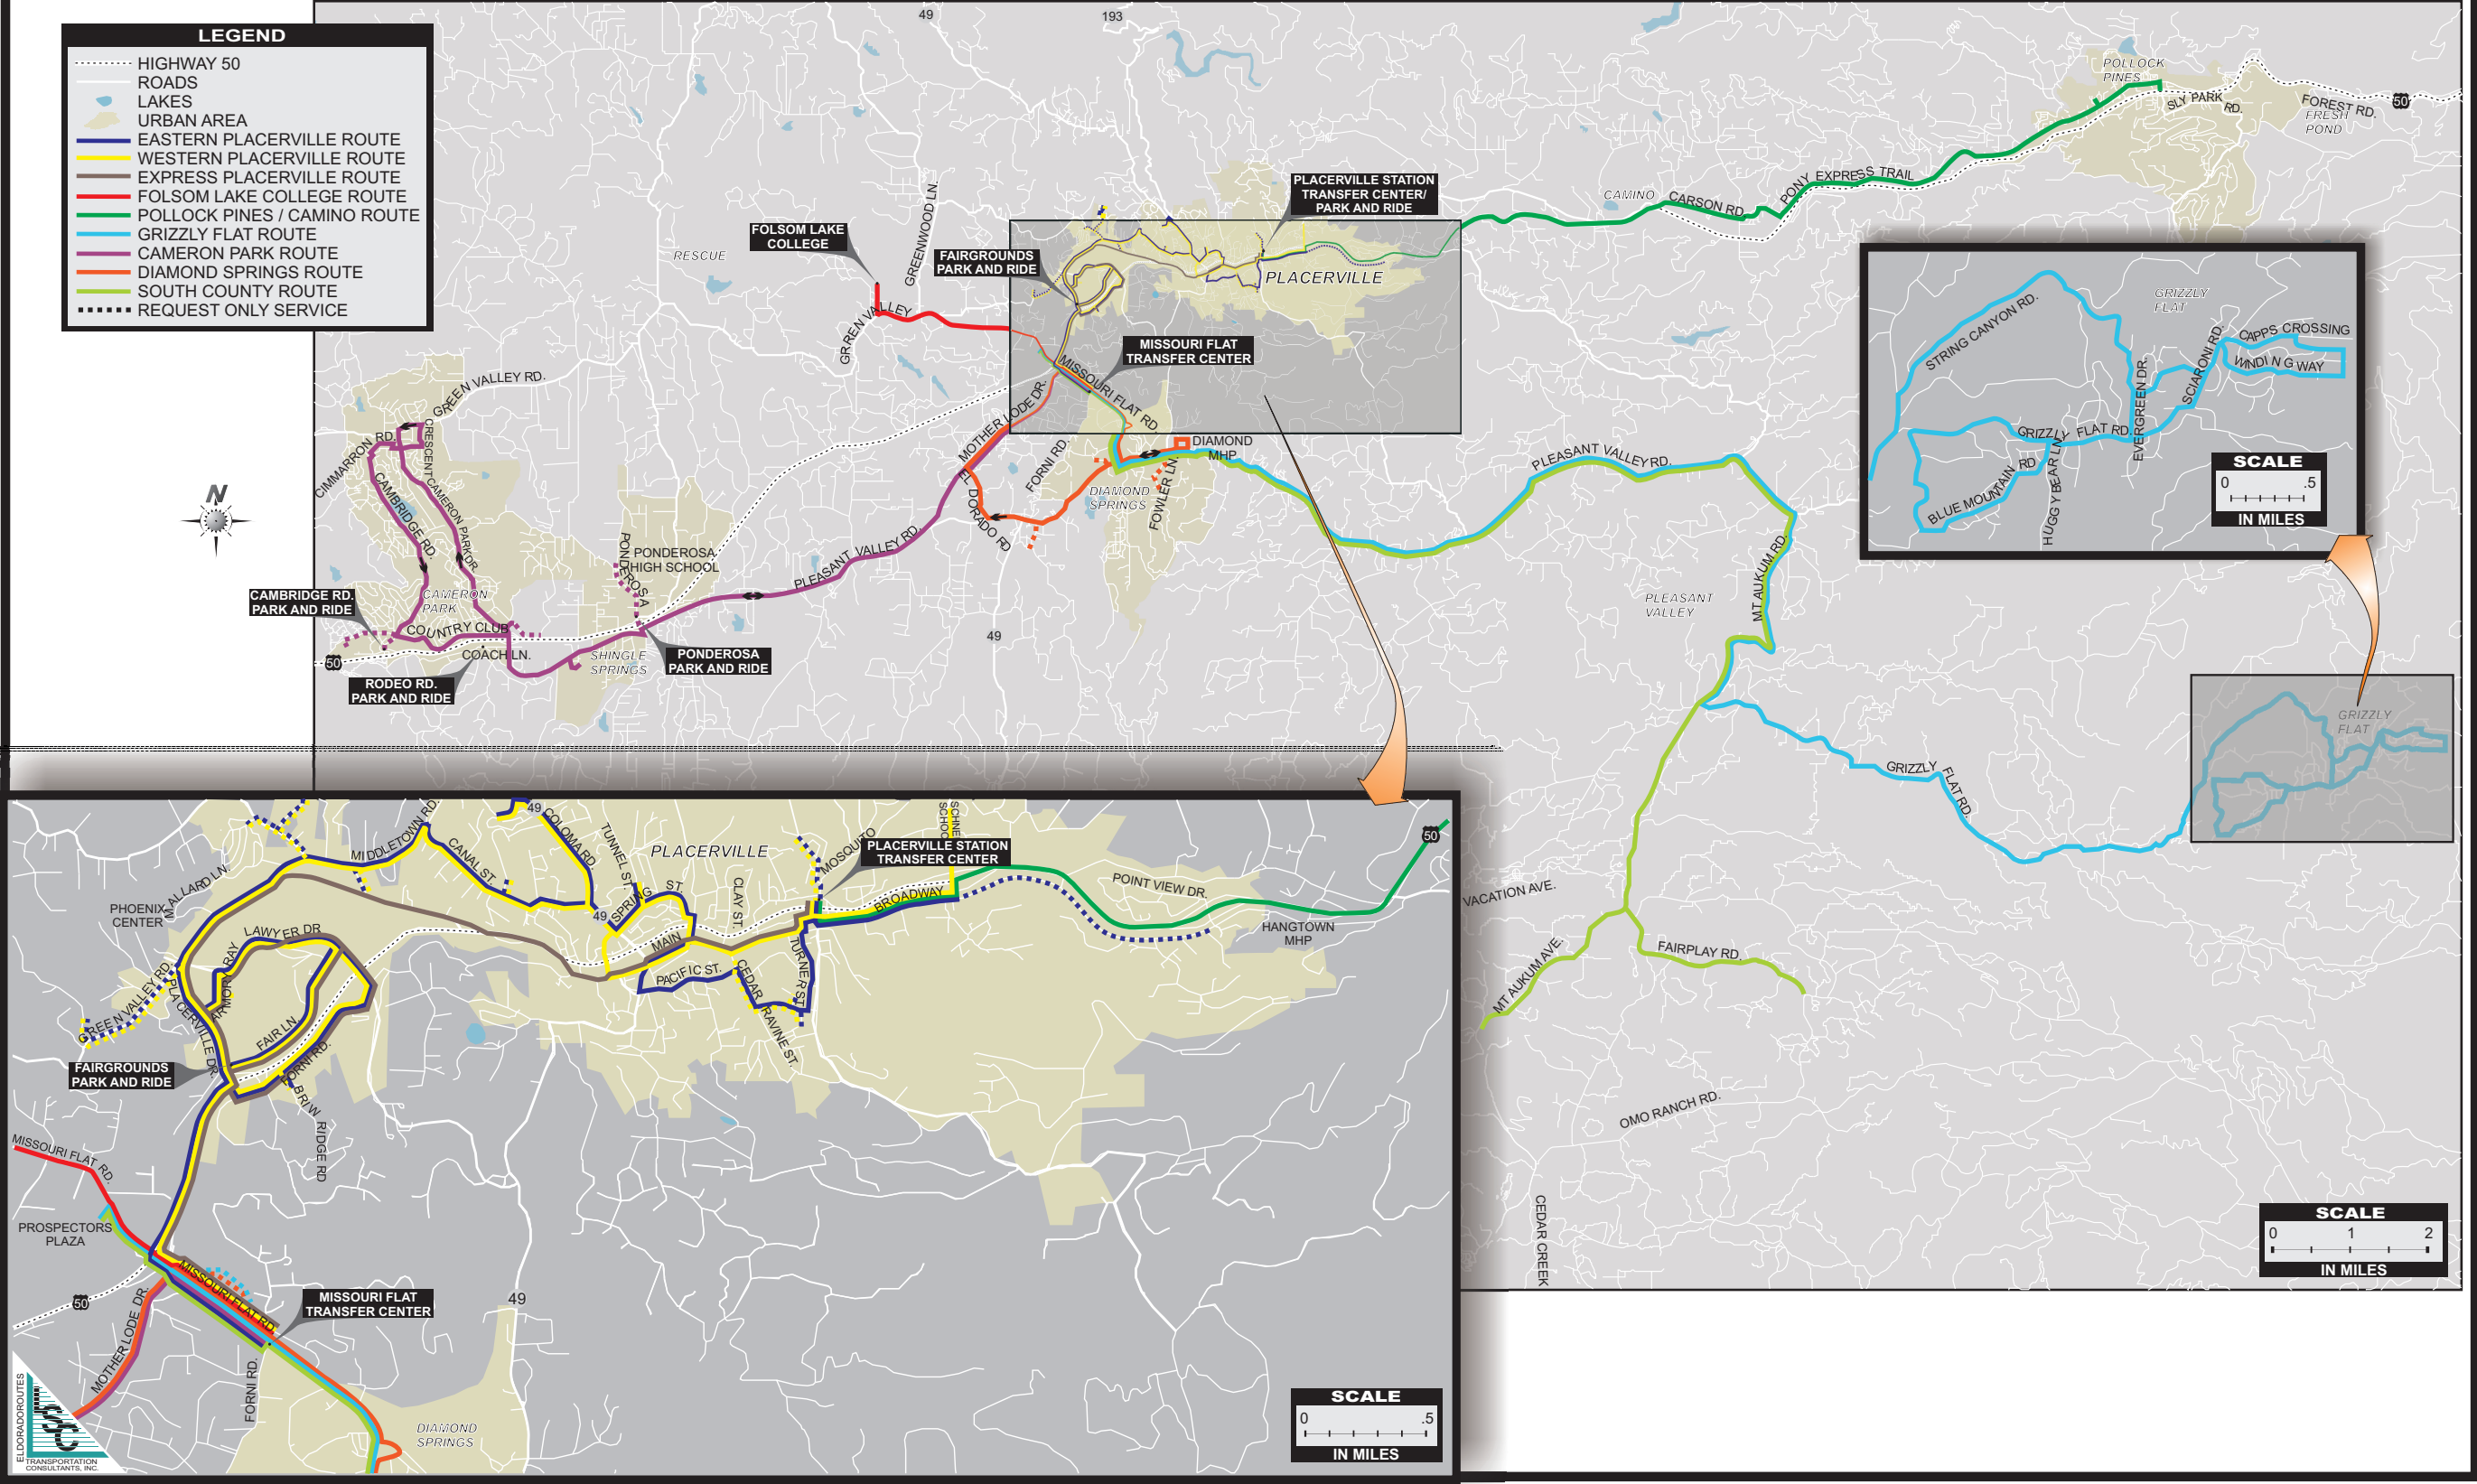 LEGEND
HIGHWAY 50
ROADS
LAKES
URBAN AREA
EASTERN PLACERVILLE ROUTE
WESTERN PLACERVILLE ROUTE
EXPRESS PLACERVILLE ROUTE
FOLSOM LAKE COLLEGE ROUTE
POLLOCK PINES / CAMINO ROUTE
GRIZZLY FLAT ROUTE
CAMERON PARK ROUTE
DIAMOND SPRINGS ROUTE
SOUTH COUNTY ROUTE
REQUEST ONLY SERVICE
49
193
POLLOCK
PINES
SLY PARK
RD.
FOREST RD.
50
FRESH
POND
PLACERVILLE STATION
TRANSFER CENTER/
PARK AND RIDE
CAMINO
CARSON RD.
PONY EXPRESS TRAIL
FOLSOM LAKE
COLLEGE
GREENWOOD LN.
RESCUE
FAIRGROUNDS
PARK AND RIDE
PLACERVILLE
GRREN VALLEY
MISSOURI FLAT
TRANSFER CENTER
MISSOURI FLAT RD.
MOTHER LODE DR.
GREEN VALLEY RD.
CIMMARRON RD.
CRESCENT
CAMERON PARK DR.
CAMBRIDGE RD.
CAMERON
PARK
CAMBRIDGE RD.
PARK AND RIDE
COUNTRY CLUB
COACH LN.
50
RODEO RD.
PARK AND RIDE
SHINGLE
SPRINGS
PONDEROSA
PONDEROSA
HIGH SCHOOL
PONDEROSA
PARK AND RIDE
PLEASANT VALLEY RD.
EL DORADO RD
FORNI RD.
DIAMOND
SPRINGS
FOWLER LN.
DIAMOND
MHP
49
PLEASANT VALLEY RD.
MT AUKUM RD.
PLEASANT
VALLEY
GRIZZLY FLAT RD.
GRIZZLY
FLAT
STRING CANYON RD.
GRIZZLY
FLAT
CAPPS CROSSING
WINDING WAY
SCIARONI RD.
EVERGREEN DR.
GRIZZLY FLAT RD.
HUGGY BEAR LN.
BLUE MOUNTAIN RD
SCALE
0 .5
IN MILES
N
VACATION AVE.
MT AUKUM AVE.
FAIRPLAY RD.
OMO RANCH RD.
CEDAR CREEK
SCALE
0 1 2
IN MILES
MIDDLETOWN RD.
CANAL ST.
49
COLOMA RD
TUNNEL ST.
PLACERVILLE
MOSQUITO
PLACERVILLE STATION
TRANSFER CENTER
50
MALLARD LN.
PHOENIX
CENTER
SPRING ST.
49
CLAY ST.
BROADWAY
POINT VIEW DR.
HANGTOWN
MHP
LAWYER DR
ARMORY RAY
MAIN
PACIFIC ST.
CEDAR RAVINE ST.
TURNER ST.
GREEN VALLEY RD.
PLACERVILLE DR.
FAIR LN
FORNI RD.
FAIRGROUNDS
PARK AND RIDE
BRIW RIDGE RD
MISSOURI FLAT RD.
PROSPECTORS
PLAZA
50
MISSOURI FLAT RD.
MISSOURI FLAT
TRANSFER CENTER
MOTHER LODE DR.
FORNI RD.
49
DIAMOND
SPRINGS
SCALE
0 .5
IN MILES
ELDORADOROUTES
LSC
TRANSPORTATION
CONSULTANTS, INC.